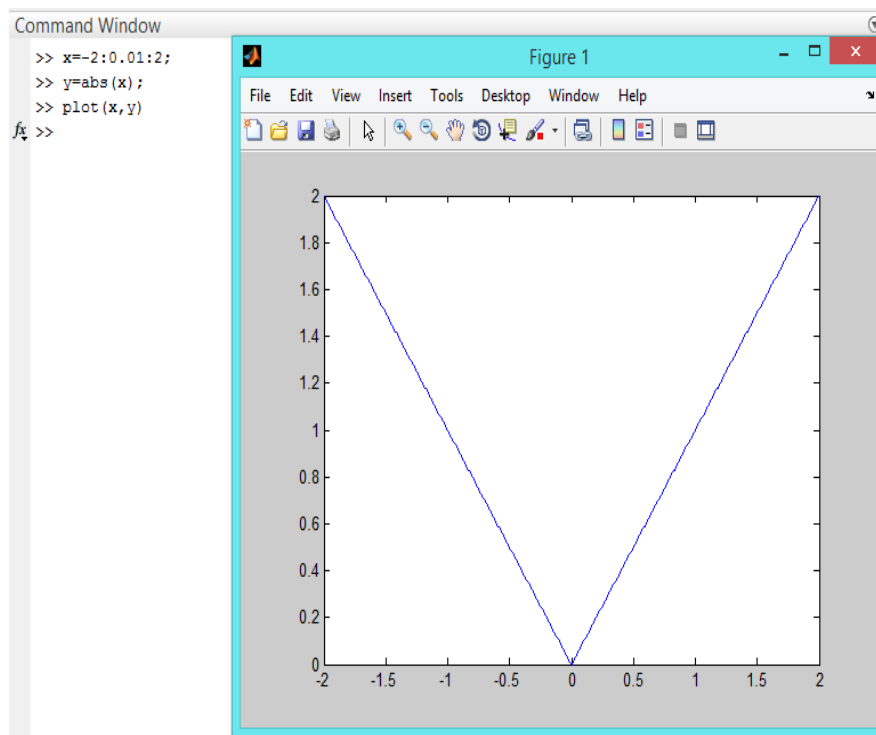 Command Window
>> x=-2:0.01:2;
>> y=abs(x);
>> plot(x,y)
fx >>
Figure 1
File Edit View Insert Tools Desktop Window Help
2
1.8
1.6
1.4
1.2
1
0.8
0.6
0.4
0.2
0
-2 -1.5 -1 -0.5 0 0.5 1 1.5 2